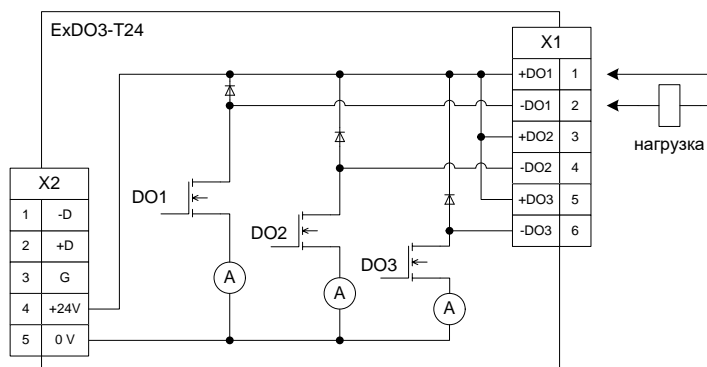 ExDO3-T24
X1
+DO1 1
-DO1 2
+DO2 3
-DO2 4
+DO3 5
-DO3 6
нагрузка
X2
1 -D
2 +D
3 G
4 +24V
5 0 V
DO1
DO2
DO3
A
A
A